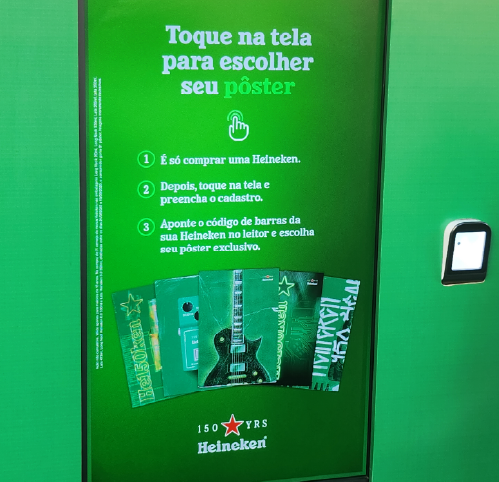 Toque na tela
para escolher
seu pôster
1 É só comprar uma Heineken.
2 Depois, toque na tela e
preencha o cadastro.
3 Aponte o código de barras da
sua Heineken no leitor e escolha
seu pôster exclusivo.
150 YRS
Heineken